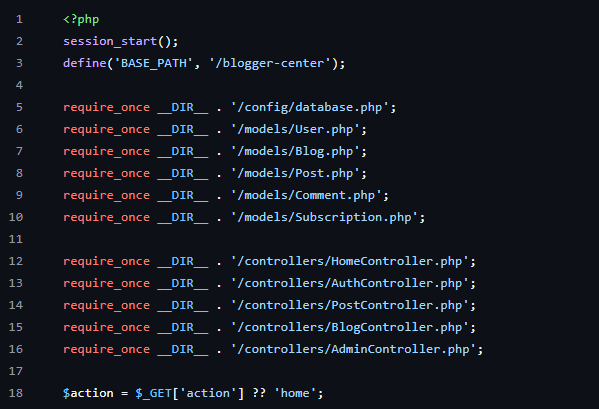 1 <?php
2 session_start();
3 define('BASE_PATH', '/blogger-center');
4
5 require_once __DIR__ . '/config/database.php';
6 require_once __DIR__ . '/models/User.php';
7 require_once __DIR__ . '/models/Blog.php';
8 require_once __DIR__ . '/models/Post.php';
9 require_once __DIR__ . '/models/Comment.php';
10 require_once __DIR__ . '/models/Subscription.php';
11
12 require_once __DIR__ . '/controllers/HomeController.php';
13 require_once __DIR__ . '/controllers/AuthController.php';
14 require_once __DIR__ . '/controllers/PostController.php';
15 require_once __DIR__ . '/controllers/BlogController.php';
16 require_once __DIR__ . '/controllers/AdminController.php';
17
18 $action = $_GET['action'] ?? 'home';